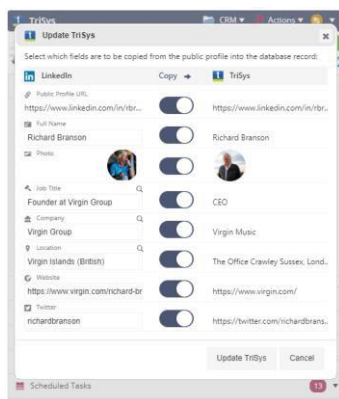 TriSys CRM Actions
Update TriSys
Select which fields are to be copied from the public profile into the database record:
LinkedIn Copy TriSys
Public Profile URL
https://www.linkedin.com/in/rbr... https://www.linkedin.com/in/rbr...
Full Name
Richard Branson Richard Branson
Photo
Job Title
Founder at Virgin Group CEO
Company
Virgin Group Virgin Music
Location
Virgin Islands (British) The Office Crawley Sussex, Lond..
Website
https://www.virgin.com/richard-br https://www.virgin.com/
Twitter
richardbranson https://twitter.com/richardbrans..
Update TriSys Cancel
Scheduled Tasks 13